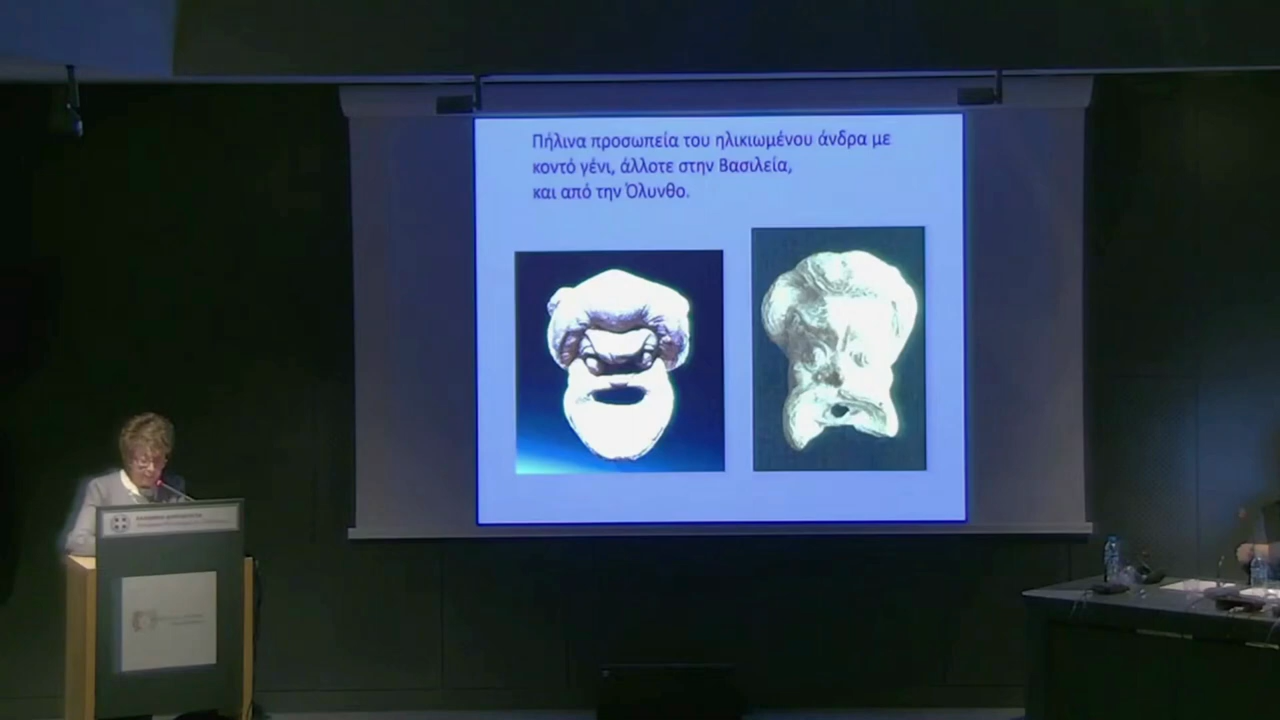 Πήλινα προσωπεία του ηλικιωμένου άνδρα με
κοντό γένι, άλλοτε στην Βασιλεία,
και από την Όλυνθο.